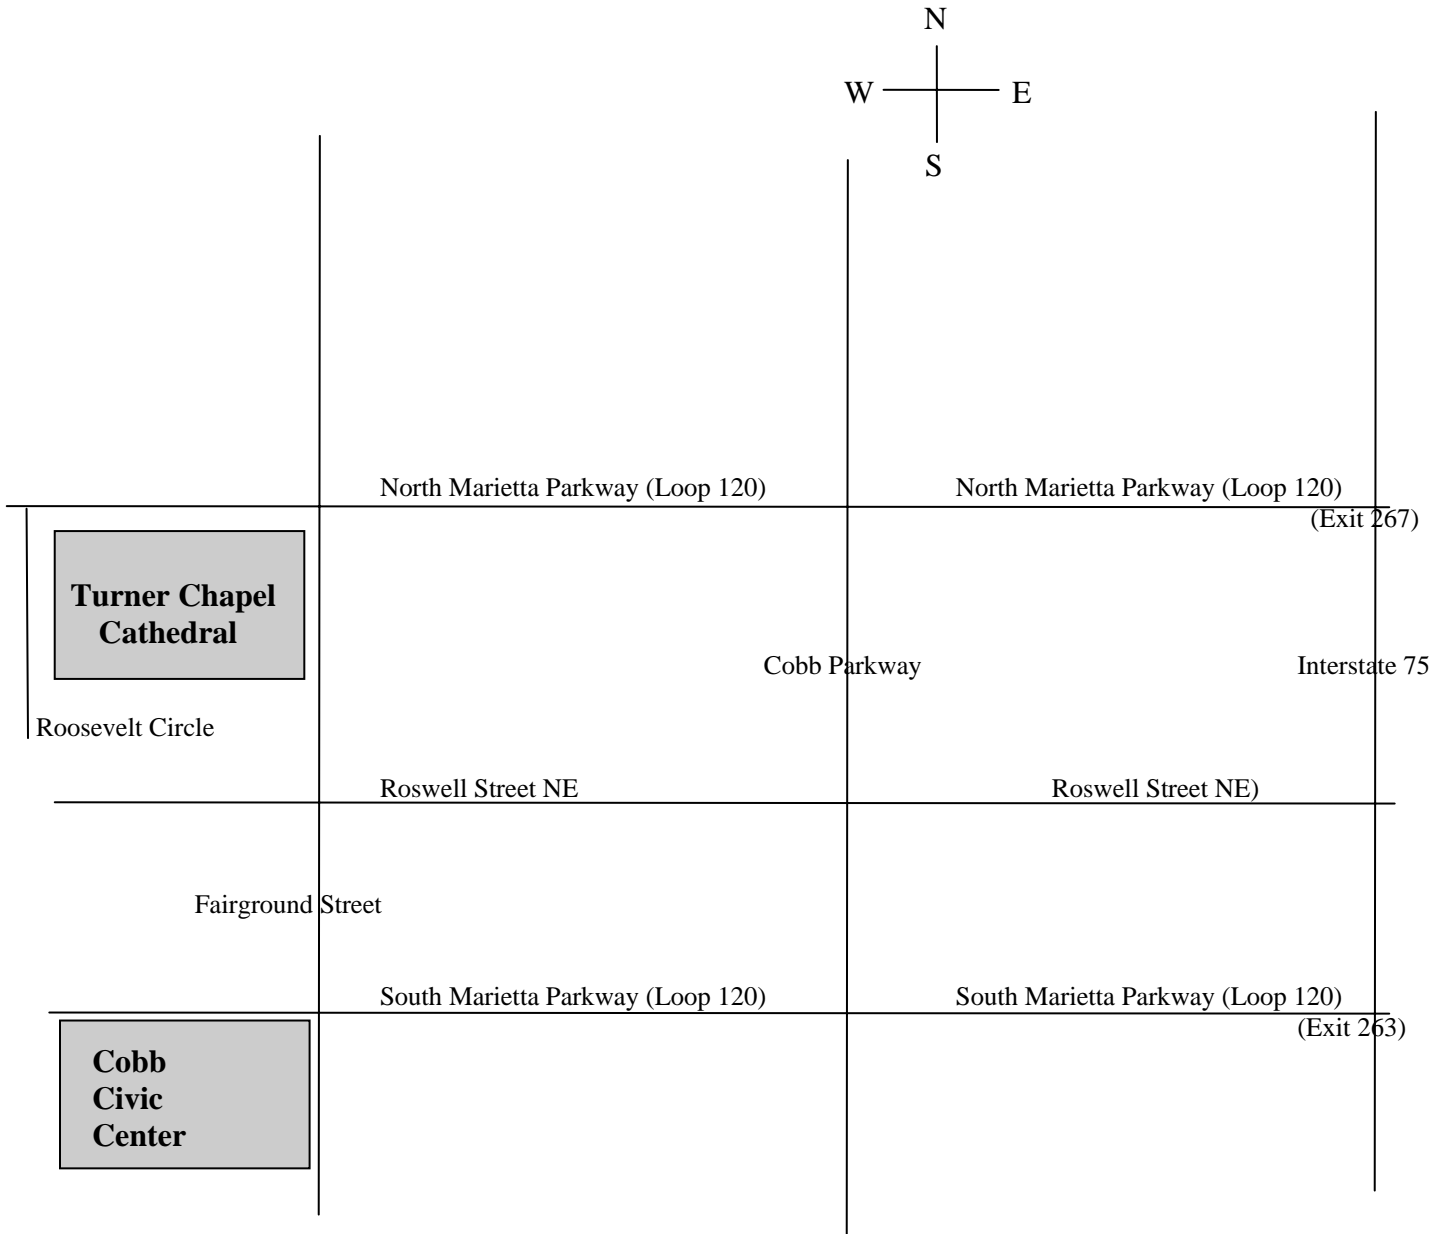 N
W E
S
North Marietta Parkway (Loop 120) North Marietta Parkway (Loop 120)
(Exit 267)
Turner Chapel
Cathedral
Cobb Parkway Interstate 75
Roosevelt Circle
Roswell Street NE Roswell Street NE)
Fairground Street
South Marietta Parkway (Loop 120) South Marietta Parkway (Loop 120)
(Exit 263)
Cobb
Civic
Center